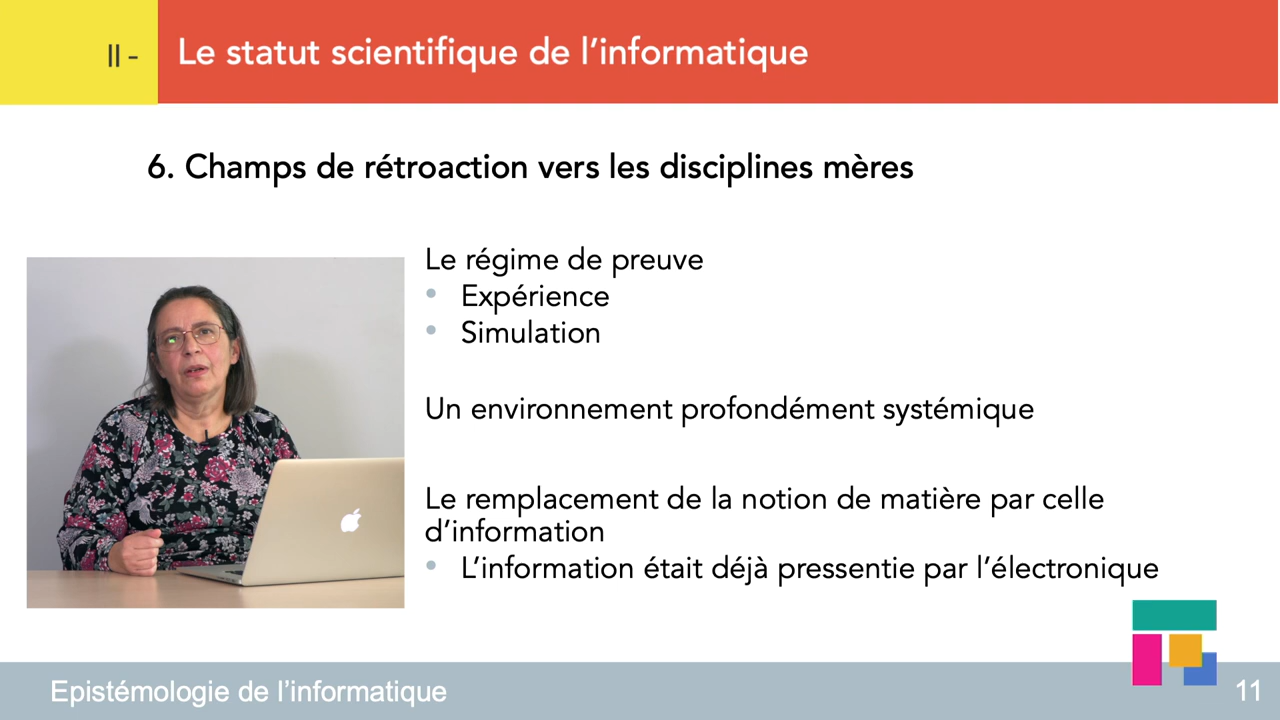 II -
Le statut scientifique de l’informatique
6. Champs de rétroaction vers les disciplines mères
Le régime de preuve
• Expérience
• Simulation
Un environnement profondément systémique
Le remplacement de la notion de matière par celle
d’information
• L’information était déjà pressentie par l’électronique
Epistémologie de l’informatique
11